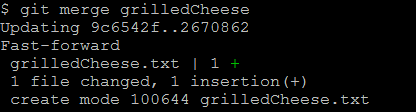 $ git merge grilledCheese
Updating 9c6542f..2670862
Fast-forward
 grilledCheese.txt | 1 +
 1 file changed, 1 insertion(+)
 create mode 100644 grilledCheese.txt